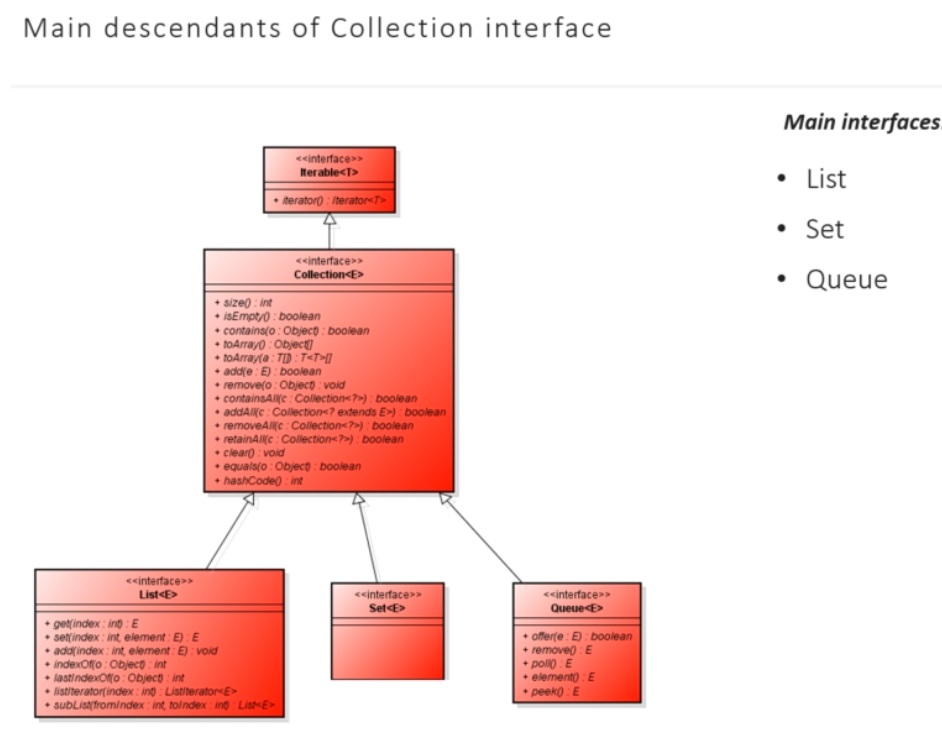 Main descendants of Collection interface
Main interfaces
• List
• Set
• Queue
<<interface>>
Iterable<T>
+ iterator() : Iterator<T>
<<interface>>
Collection<E>
+ size() : int
+ isEmpty() : boolean
+ contains(o : Object) : boolean
+ toArray() : Object[]
+ toArray(a : T[]) : T<T>[]
+ add(e : E) : boolean
+ remove(o : Object) : void
+ containsAll(c : Collection<?>) : boolean
+ addAll(c : Collection<? extends E>) : boolean
+ removeAll(c : Collection<?>) : boolean
+ retainAll(c : Collection<?>) : boolean
+ clear() : void
+ equals(o : Object) : boolean
+ hashCode() : int
<<interface>>
List<E>
+ get(index : int) : E
+ set(index : int, element : E) : E
+ add(index : int, element : E) : void
+ indexOf(o : Object) : int
+ lastIndexOf(o : Object) : int
+ listIterator(index : int) : ListIterator<E>
+ subList(fromIndex : int, toIndex : int) : List<E>
<<interface>>
Set<E>
<<interface>>
Queue<E>
+ offer(e : E) : boolean
+ remove() : E
+ poll() : E
+ element() : E
+ peek() : E